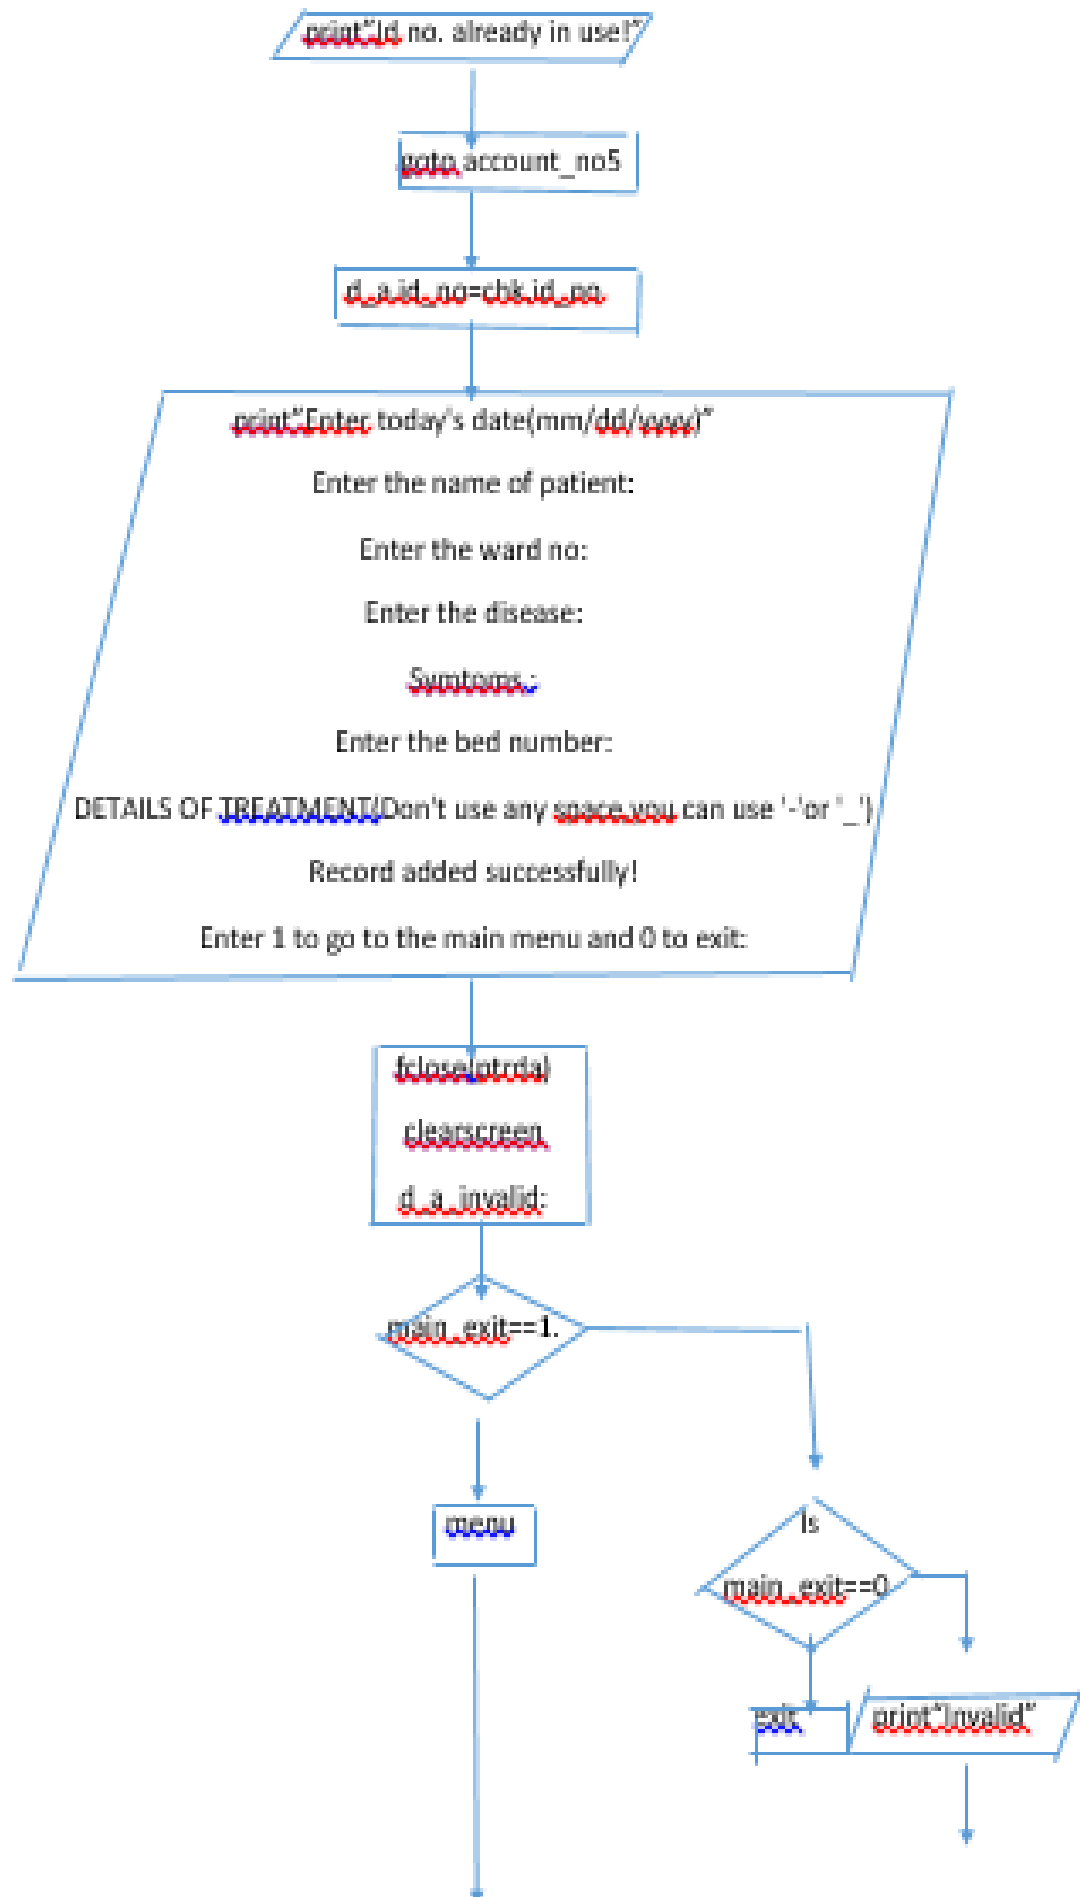 print"Id no. already in use!"
goto account_no5
d_a.id_no=chk.id_no.
print"Enter today's date(mm/dd/yyyy)"
Enter the name of patient:
Enter the ward no:
Enter the disease:
Symtoms :
Enter the bed number:
DETAILS OF TREATMENT(Don't use any space,you can use '-'or '_')
Record added successfully!
Enter 1 to go to the main menu and 0 to exit:
fclose(ptrda)
clearscreen
d_a_invalid:
main_exit==1.
menu
Is
main_exit==0
exit
print"Invalid"